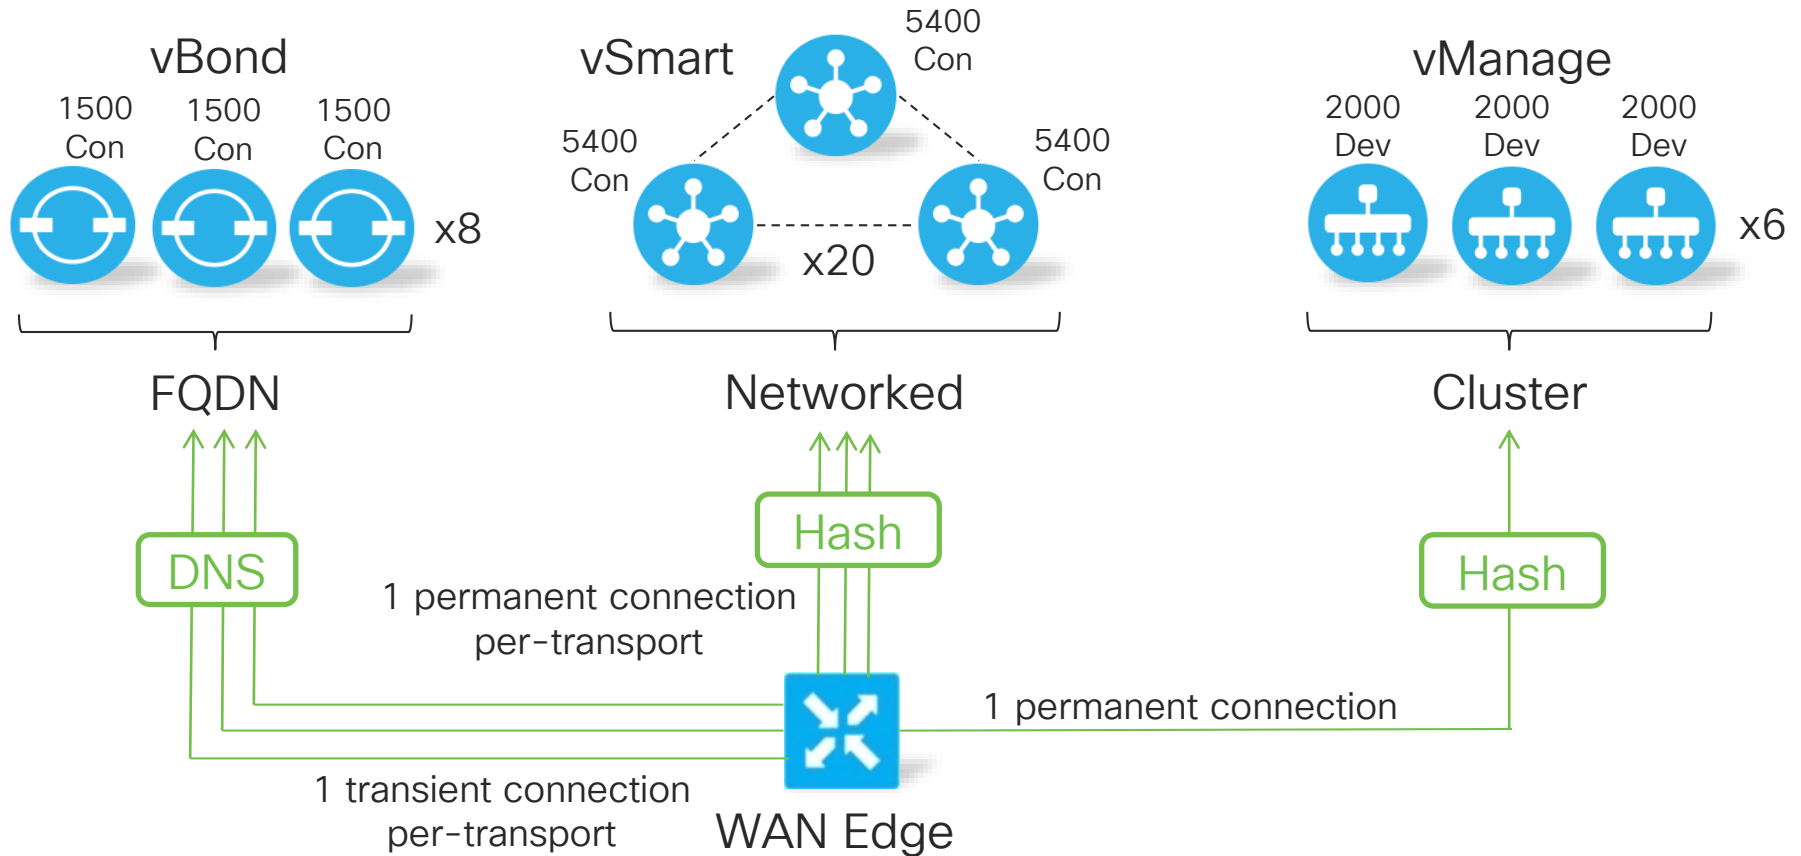 vBond
1500
Con
1500
Con
1500
Con
x8
FQDN
DNS
vSmart
5400
Con
5400
Con
5400
Con
x20
Networked
Hash
vManage
2000
Dev
2000
Dev
2000
Dev
x6
Cluster
Hash
1 permanent connection
per-transport
1 permanent connection
1 transient connection
per-transport
WAN Edge